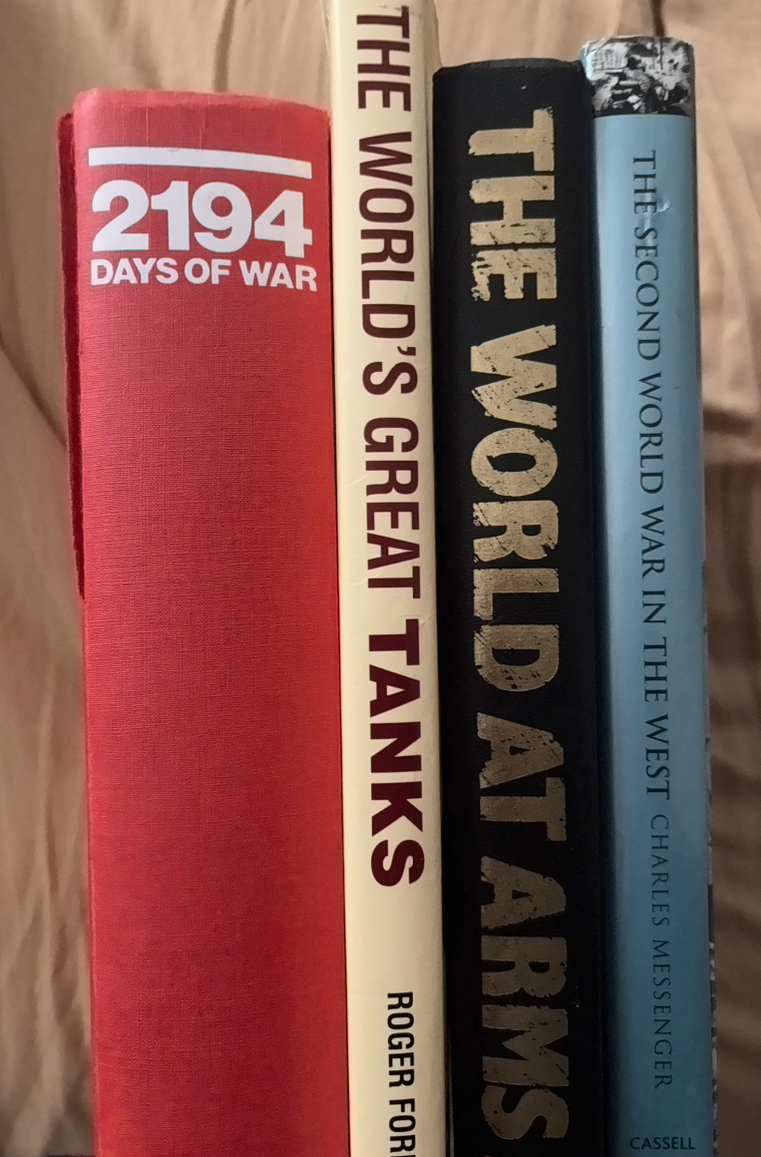 2194
DAYS OF WAR
THE WORLD'S GREAT TANKS
ROGER
THE WORLD AT ARMS
THE SECOND WORLD WAR IN THE WEST CHARLES MESSENGER
CASSELL